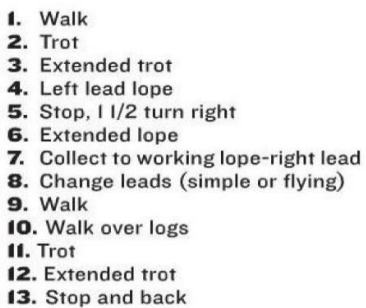 1. Walk
2. Trot
3. Extended trot
4. Left lead lope
5. Stop, 1 1/2 turn right
6. Extended lope
7. Collect to working lope-right lead
8. Change leads (simple or flying)
9. Walk
10. Walk over logs
11. Trot
12. Extended trot
13. Stop and back